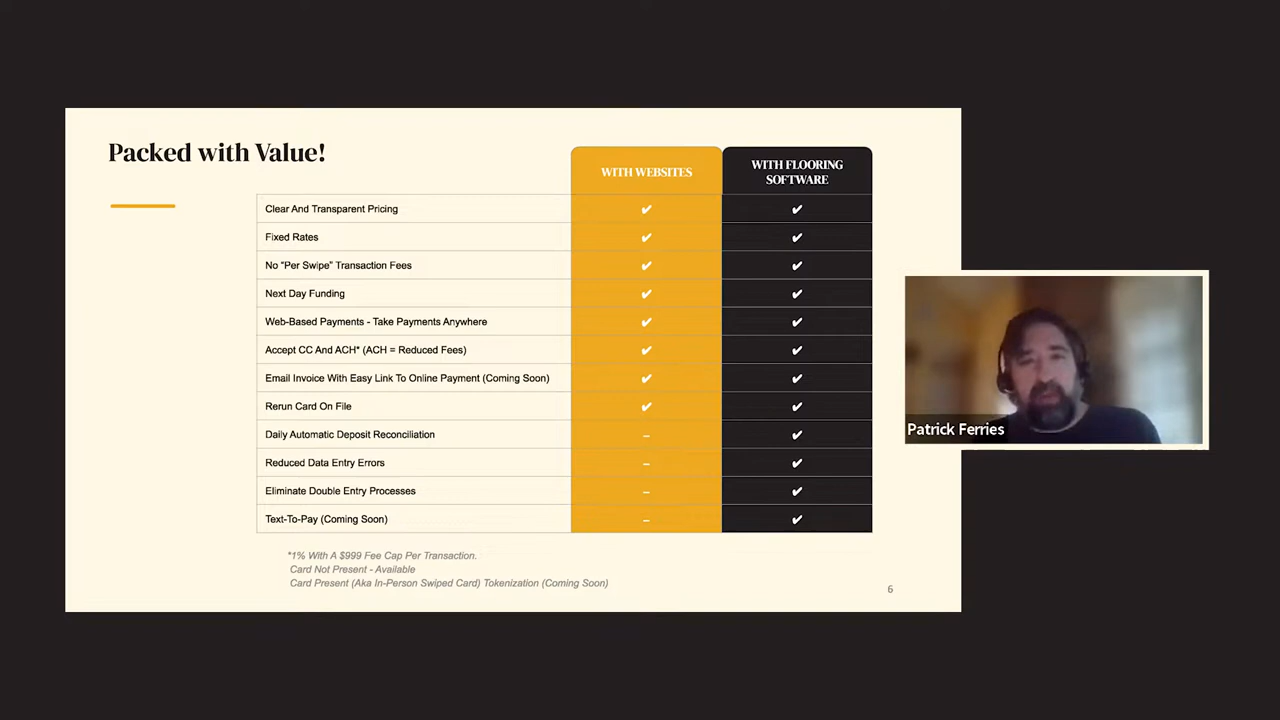 Packed with Value!
WITH WEBSITES
WITH FLOORING
SOFTWARE
Clear And Transparent Pricing ✔ ✔
Fixed Rates ✔ ✔
No "Per Swipe" Transaction Fees ✔ ✔
Next Day Funding ✔ ✔
Web-Based Payments - Take Payments Anywhere ✔ ✔
Accept CC And ACH* (ACH = Reduced Fees) ✔ ✔
Email Invoice With Easy Link To Online Payment (Coming Soon) ✔ ✔
Rerun Card On File ✔ ✔
Daily Automatic Deposit Reconciliation – ✔
Reduced Data Entry Errors – ✔
Eliminate Double Entry Processes – ✔
Text-To-Pay (Coming Soon) – ✔
*1% With A $999 Fee Cap Per Transaction.
Card Not Present - Available
Card Present (Aka In-Person Swiped Card) Tokenization (Coming Soon)
6
Patrick Ferries